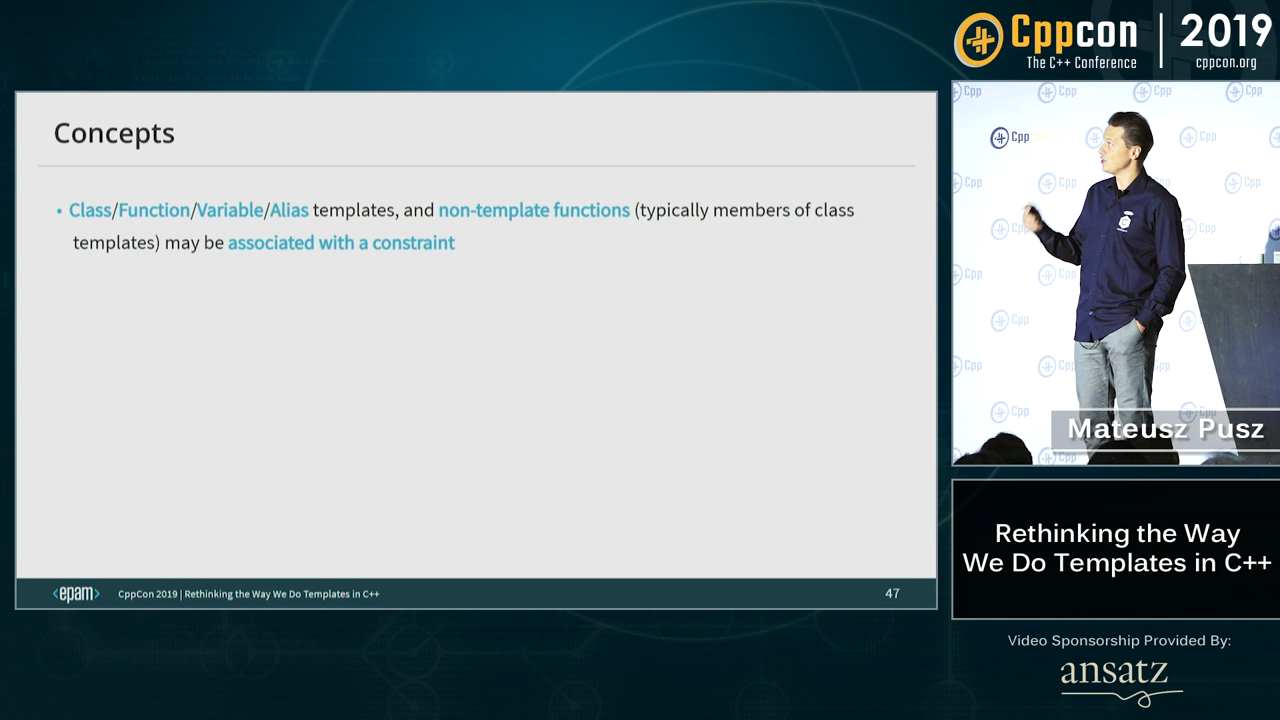 Cppcon
The C++ Conference
2019
cppcon.org
Concepts
• Class/Function/Variable/Alias templates, and non-template functions (typically members of class
templates) may be associated with a constraint
<epam>
CppCon 2019 | Rethinking the Way We Do Templates in C++
47
Cpp
Mateusz Pusz
Rethinking the Way
We Do Templates in C++
Video Sponsorship Provided By:
ansatz